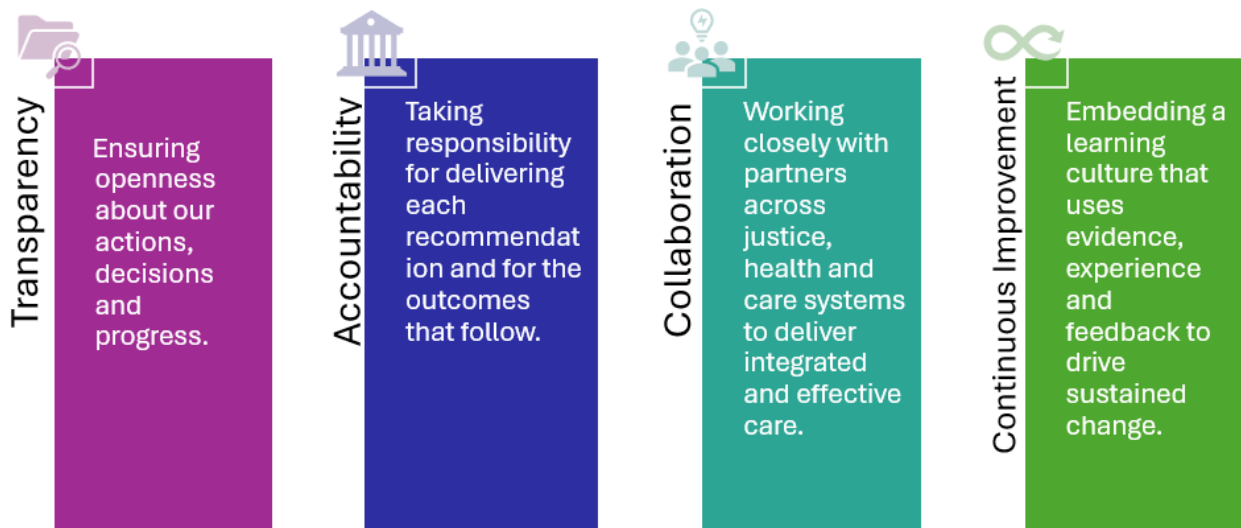 Transparency
Ensuring
openness
about our
actions,
decisions
and
progress.
Accountability
Taking
responsibility
for delivering
each
recommendat
ion and for the
outcomes
that follow.
Collaboration
Working
closely with
partners
across
justice,
health and
care systems
to deliver
integrated
and effective
care.
Continuous Improvement
Embedding a
learning
culture that
uses
evidence,
experience
and
feedback to
drive
sustained
change.